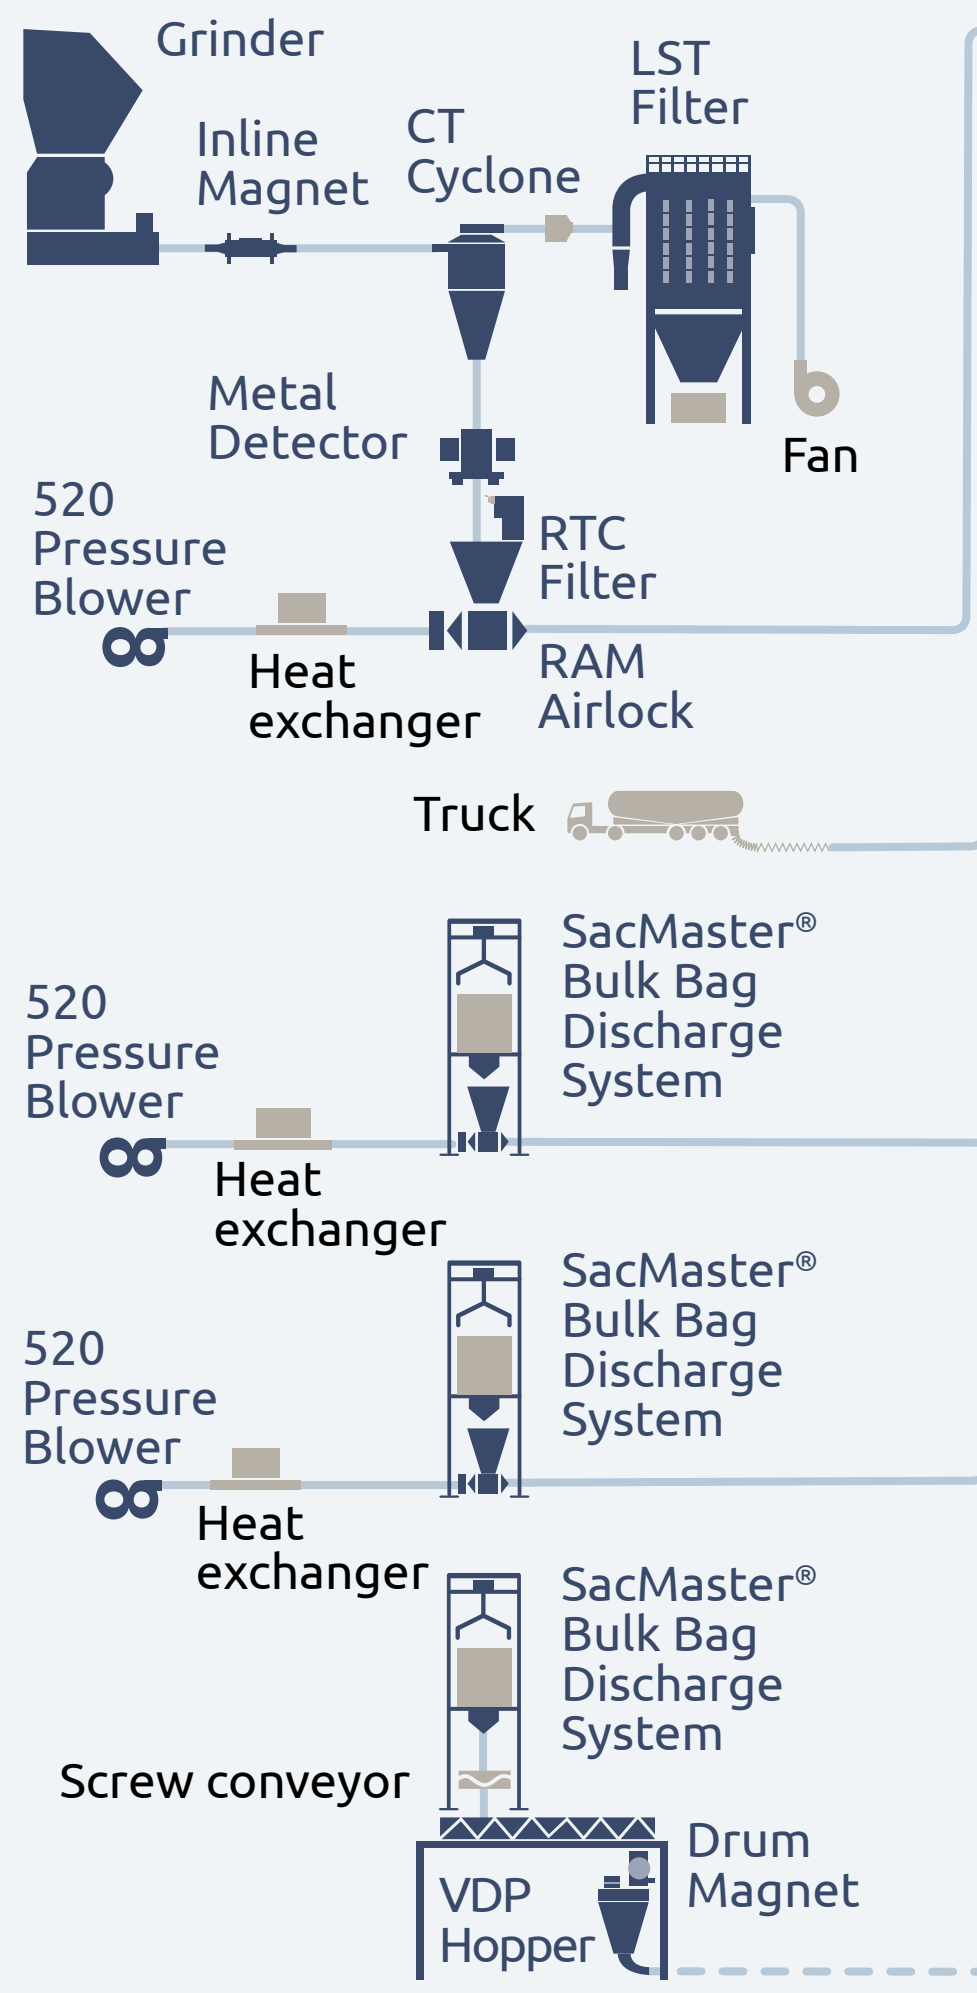 Grinder
LST
Filter
Inline
Magnet
CT
Cyclone
Metal
Detector
Fan
520
Pressure
Blower
RTC
Filter
Heat
exchanger
RAM
Airlock
Truck
SacMaster®
Bulk Bag
Discharge
System
520
Pressure
Blower
Heat
exchanger
SacMaster®
Bulk Bag
Discharge
System
520
Pressure
Blower
Heat
exchanger
SacMaster®
Bulk Bag
Discharge
System
Screw conveyor
Drum
Magnet
VDP
Hopper